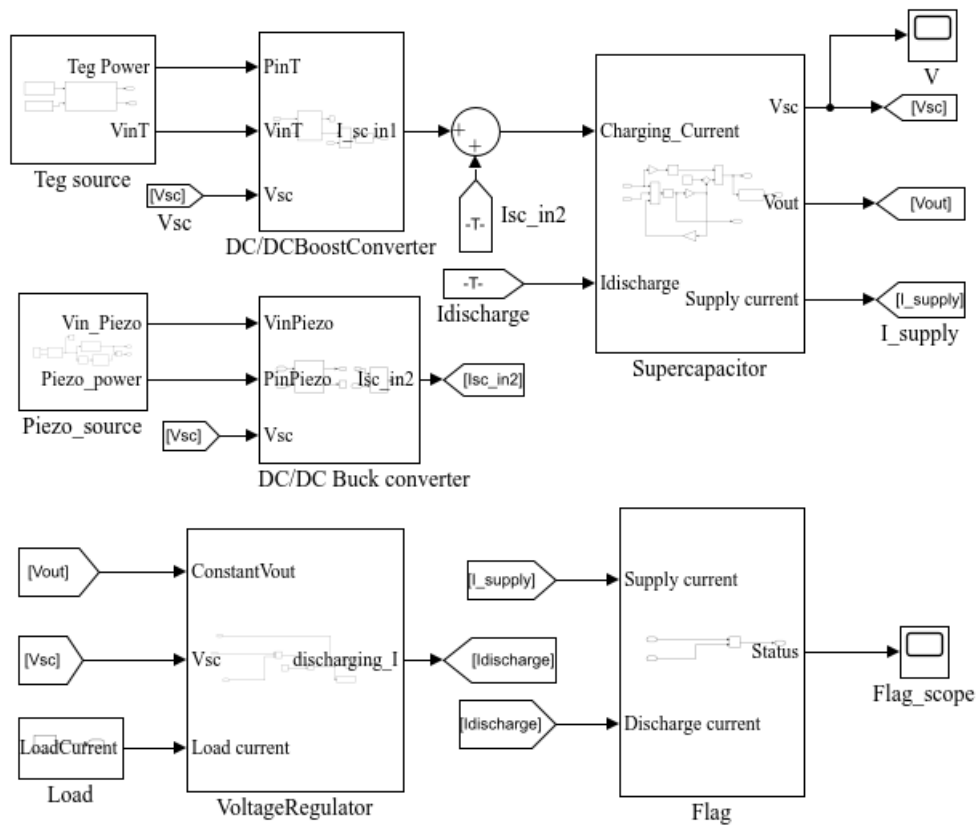 Teg Power
VinT
Teg source
PinT
VinT
I_sc in1
Vsc
[Vsc]
Vsc
DC/DCBoostConverter
+
+
-T-
Isc_in2
-T-
Idischarge
Charging_Current
Idischarge
Vsc
Vout
Supply current
Supercapacitor
V
[Vsc]
[Vout]
[I_supply]
I_supply
Vin_Piezo
Piezo_power
Piezo_source
[Vsc]
VinPiezo
PinPiezo
Isc_in2
Vsc
DC/DC Buck converter
[Isc_in2]
[Vout]
[Vsc]
LoadCurrent
Load
ConstantVout
Vsc
discharging_I
Load current
VoltageRegulator
[Idischarge]
[I_supply]
[Idischarge]
Supply current
Status
Discharge current
Flag
Flag_scope